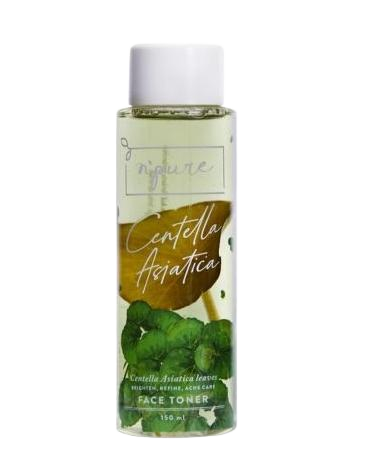 n'pure
Centella
Asiatica
Centella Asiatica leaves
BRIGHTEN, REFINE, ACNE CARE
FACE TONER
150 ml